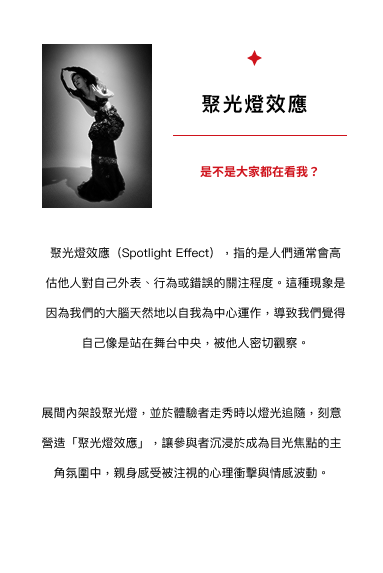 聚光燈效應
是不是大家都在看我？
聚光燈效應（Spotlight Effect），指的是人們通常會高
估他人對自己外表、行為或錯誤的關注程度。這種現象是
因為我們的大腦天然地以自我為中心運作，導致我們覺得
自己像是站在舞台中央，被他人密切觀察。
展間內架設聚光燈，並於體驗者走秀時以燈光追隨，刻意
營造「聚光燈效應」，讓參與者沉浸於成為目光焦點的主
角氛圍中，親身感受被注視的心理衝擊與情感波動。